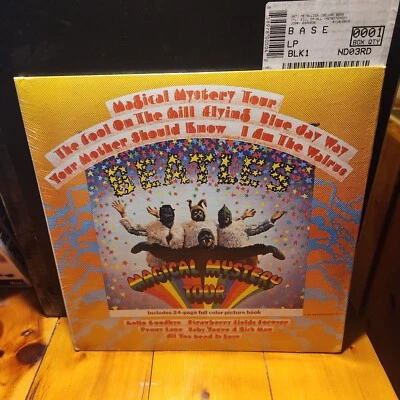 BASE
LP
BLK1
0001
BOX QTY
ND03RD
Magical Mystery Tour
The Fool On The Hill Flying Blue Jay Way
Your Mother Should Know I Am The Walrus
BEATLES
MAGICAL MYSTERY
TOUR
Includes 24-page full color picture book
Hello Goodbye Strawberry Fields Forever
Penny Lane Baby You're A Rich Man
All You Need Is Love